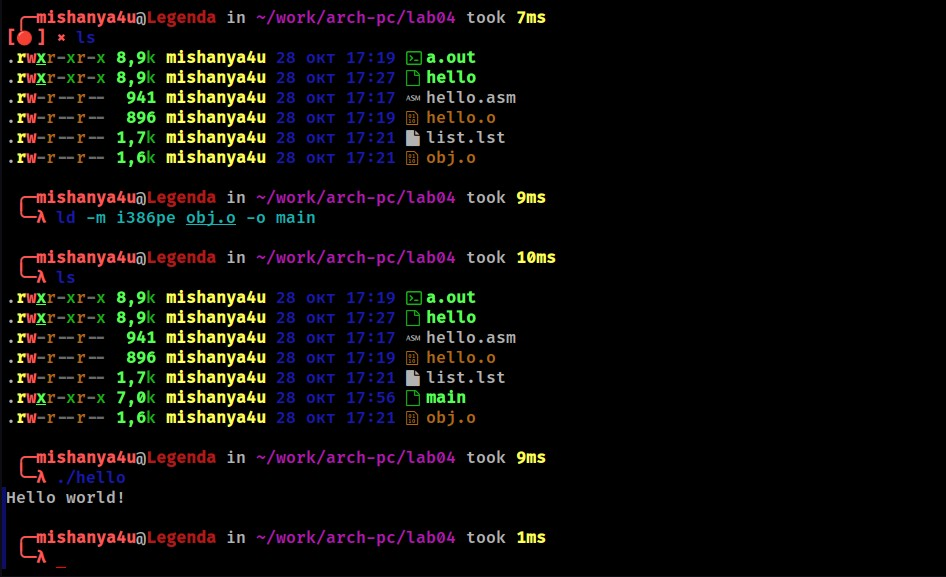 mishanya4u@Legenda in ~/work/arch-pc/lab04 took 7ms
[🔴] × ls
.rwxr-xr-x 8,9k mishanya4u 28 окт 17:19 a.out
.rwxr-xr-x 8,9k mishanya4u 28 окт 17:27 hello
.rw-r--r-- 941 mishanya4u 28 окт 17:17 ASM hello.asm
.rw-r--r-- 896 mishanya4u 28 окт 17:19 hello.o
.rw-r--r-- 1,7k mishanya4u 28 окт 17:21 list.lst
.rw-r--r-- 1,6k mishanya4u 28 окт 17:21 obj.o
mishanya4u@Legenda in ~/work/arch-pc/lab04 took 9ms
λ ld -m i386pe obj.o -o main
mishanya4u@Legenda in ~/work/arch-pc/lab04 took 10ms
λ ls
.rwxr-xr-x 8,9k mishanya4u 28 окт 17:19 a.out
.rwxr-xr-x 8,9k mishanya4u 28 окт 17:27 hello
.rw-r--r-- 941 mishanya4u 28 окт 17:17 ASM hello.asm
.rw-r--r-- 896 mishanya4u 28 окт 17:19 hello.o
.rw-r--r-- 1,7k mishanya4u 28 окт 17:21 list.lst
.rwxr-xr-x 7,0k mishanya4u 28 окт 17:56 main
.rw-r--r-- 1,6k mishanya4u 28 окт 17:21 obj.o
mishanya4u@Legenda in ~/work/arch-pc/lab04 took 9ms
λ ./hello
Hello world!
mishanya4u@Legenda in ~/work/arch-pc/lab04 took 1ms
λ _